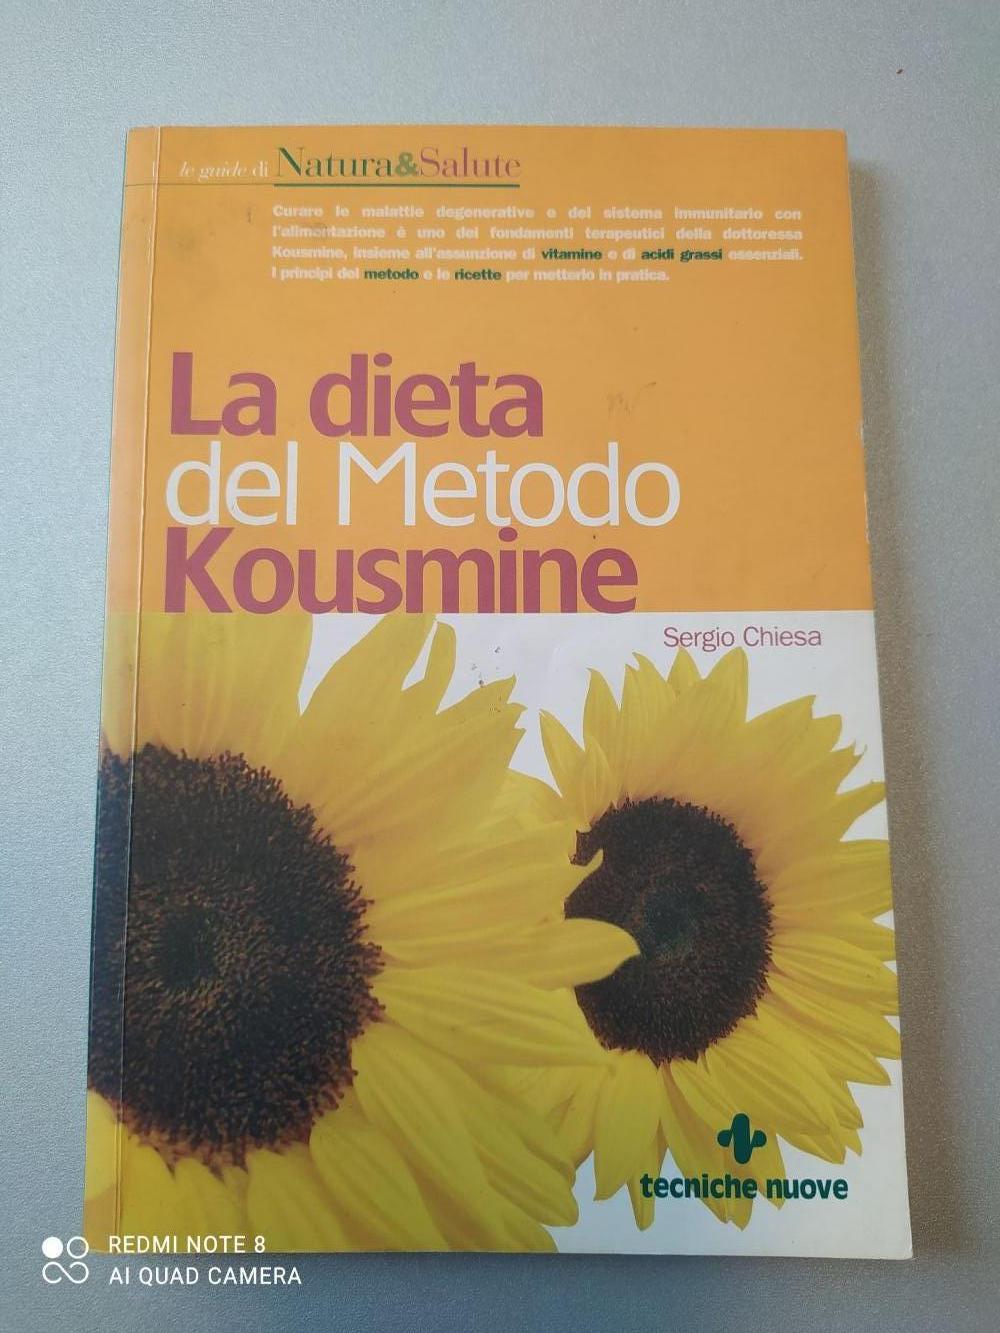 le guide di Natura&Salute
Curare le malattie degenerative e del sistema immunitario con
l'alimentazione è uno dei fondamenti terapeutici della dottoressa
Kousmine, insieme all'assunzione di vitamine e di acidi grassi essenziali.
I principi del metodo e le ricette per metterlo in pratica.
La dieta
del Metodo
Kousmine
Sergio Chiesa
tecniche nuove
REDMI NOTE 8
AI QUAD CAMERA